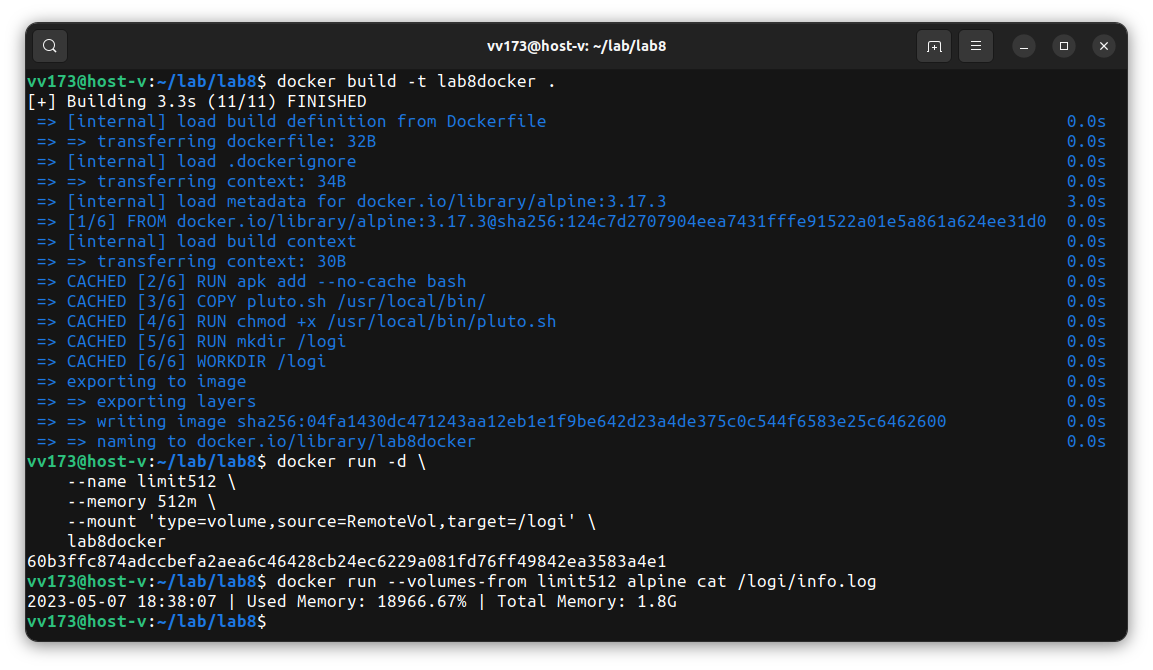 vv173@host-v: ~/lab/lab8
vv173@host-v:~/lab/lab8$ docker build -t lab8docker .
[+] Building 3.3s (11/11) FINISHED
=> [internal] load build definition from Dockerfile 0.0s
=> => transferring dockerfile: 32B 0.0s
=> [internal] load .dockerignore 0.0s
=> => transferring context: 34B 0.0s
=> [internal] load metadata for docker.io/library/alpine:3.17.3 3.0s
=> [1/6] FROM docker.io/library/alpine:3.17.3@sha256:124c7d2707904eea7431fffe91522a01e5a861a624ee31d0 0.0s
=> [internal] load build context 0.0s
=> => transferring context: 30B 0.0s
=> CACHED [2/6] RUN apk add --no-cache bash 0.0s
=> CACHED [3/6] COPY pluto.sh /usr/local/bin/ 0.0s
=> CACHED [4/6] RUN chmod +x /usr/local/bin/pluto.sh 0.0s
=> CACHED [5/6] RUN mkdir /logi 0.0s
=> CACHED [6/6] WORKDIR /logi 0.0s
=> exporting to image 0.0s
=> => exporting layers 0.0s
=> => writing image sha256:04fa1430dc471243aa12eb1e1f9be642d23a4de375c0c544f6583e25c6462600 0.0s
=> => naming to docker.io/library/lab8docker 0.0s
vv173@host-v:~/lab/lab8$ docker run -d \
--name limit512 \
--memory 512m \
--mount 'type=volume,source=RemoteVol,target=/logi' \
lab8docker
60b3ffc874adccbefa2aea6c46428cb24ec6229a081fd76ff49842ea3583a4e1
vv173@host-v:~/lab/lab8$ docker run --volumes-from limit512 alpine cat /logi/info.log
2023-05-07 18:38:07 | Used Memory: 18966.67% | Total Memory: 1.8G
vv173@host-v:~/lab/lab8$